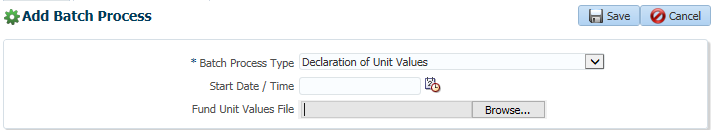 Add Batch Process Save Cancel
* Batch Process Type Declaration of Unit Values
Start Date / Time
Fund Unit Values File Browse...